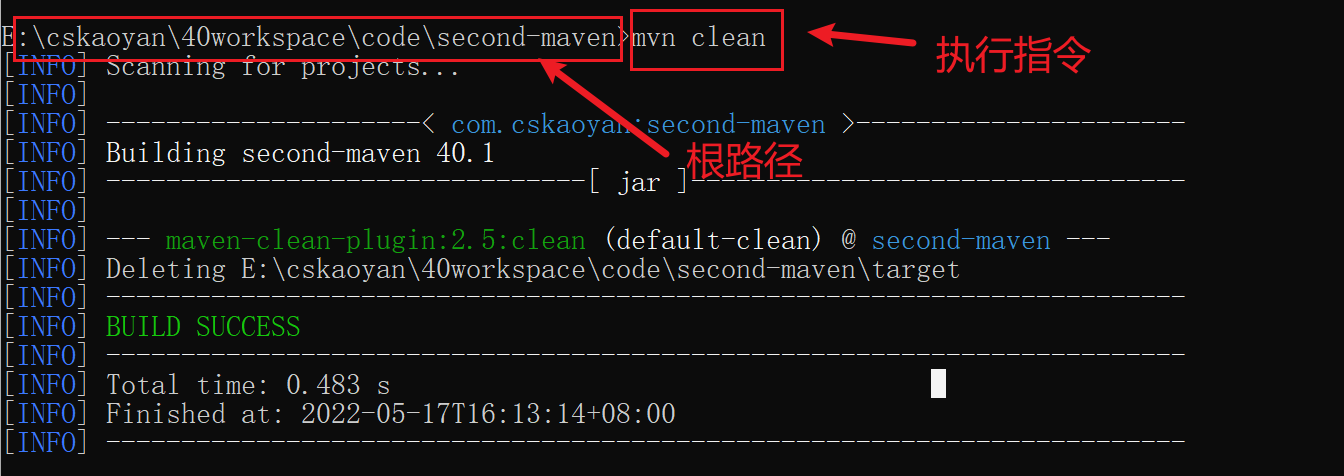 E:\cskaoyan\40workspace\code\second-maven>mvn clean
执行指令
[INFO] Scanning for projects...
[INFO]
[INFO] ---------------------< com.cskaoyan:second-maven >----------------------
根路径
[INFO] Building second-maven 40.1
[INFO] --------------------------------[ jar ]---------------------------------
[INFO]
[INFO] --- maven-clean-plugin:2.5:clean (default-clean) @ second-maven ---
[INFO] Deleting E:\cskaoyan\40workspace\code\second-maven\target
[INFO] ------------------------------------------------------------------------
[INFO] BUILD SUCCESS
[INFO] ------------------------------------------------------------------------
[INFO] Total time: 0.483 s
[INFO] Finished at: 2022-05-17T16:13:14+08:00
[INFO] ------------------------------------------------------------------------